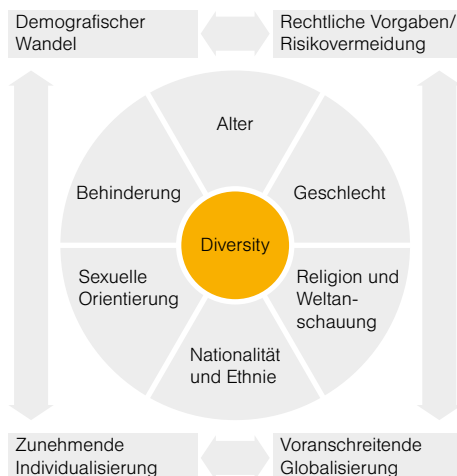 Demografischer
Wandel
Rechtliche Vorgaben/
Risikovermeidung
Alter
Behinderung
Geschlecht
Diversity
Sexuelle
Orientierung
Religion und
Weltan-
schauung
Nationalität
und Ethnie
Zunehmende
Individualisierung
Voranschreitende
Globalisierung